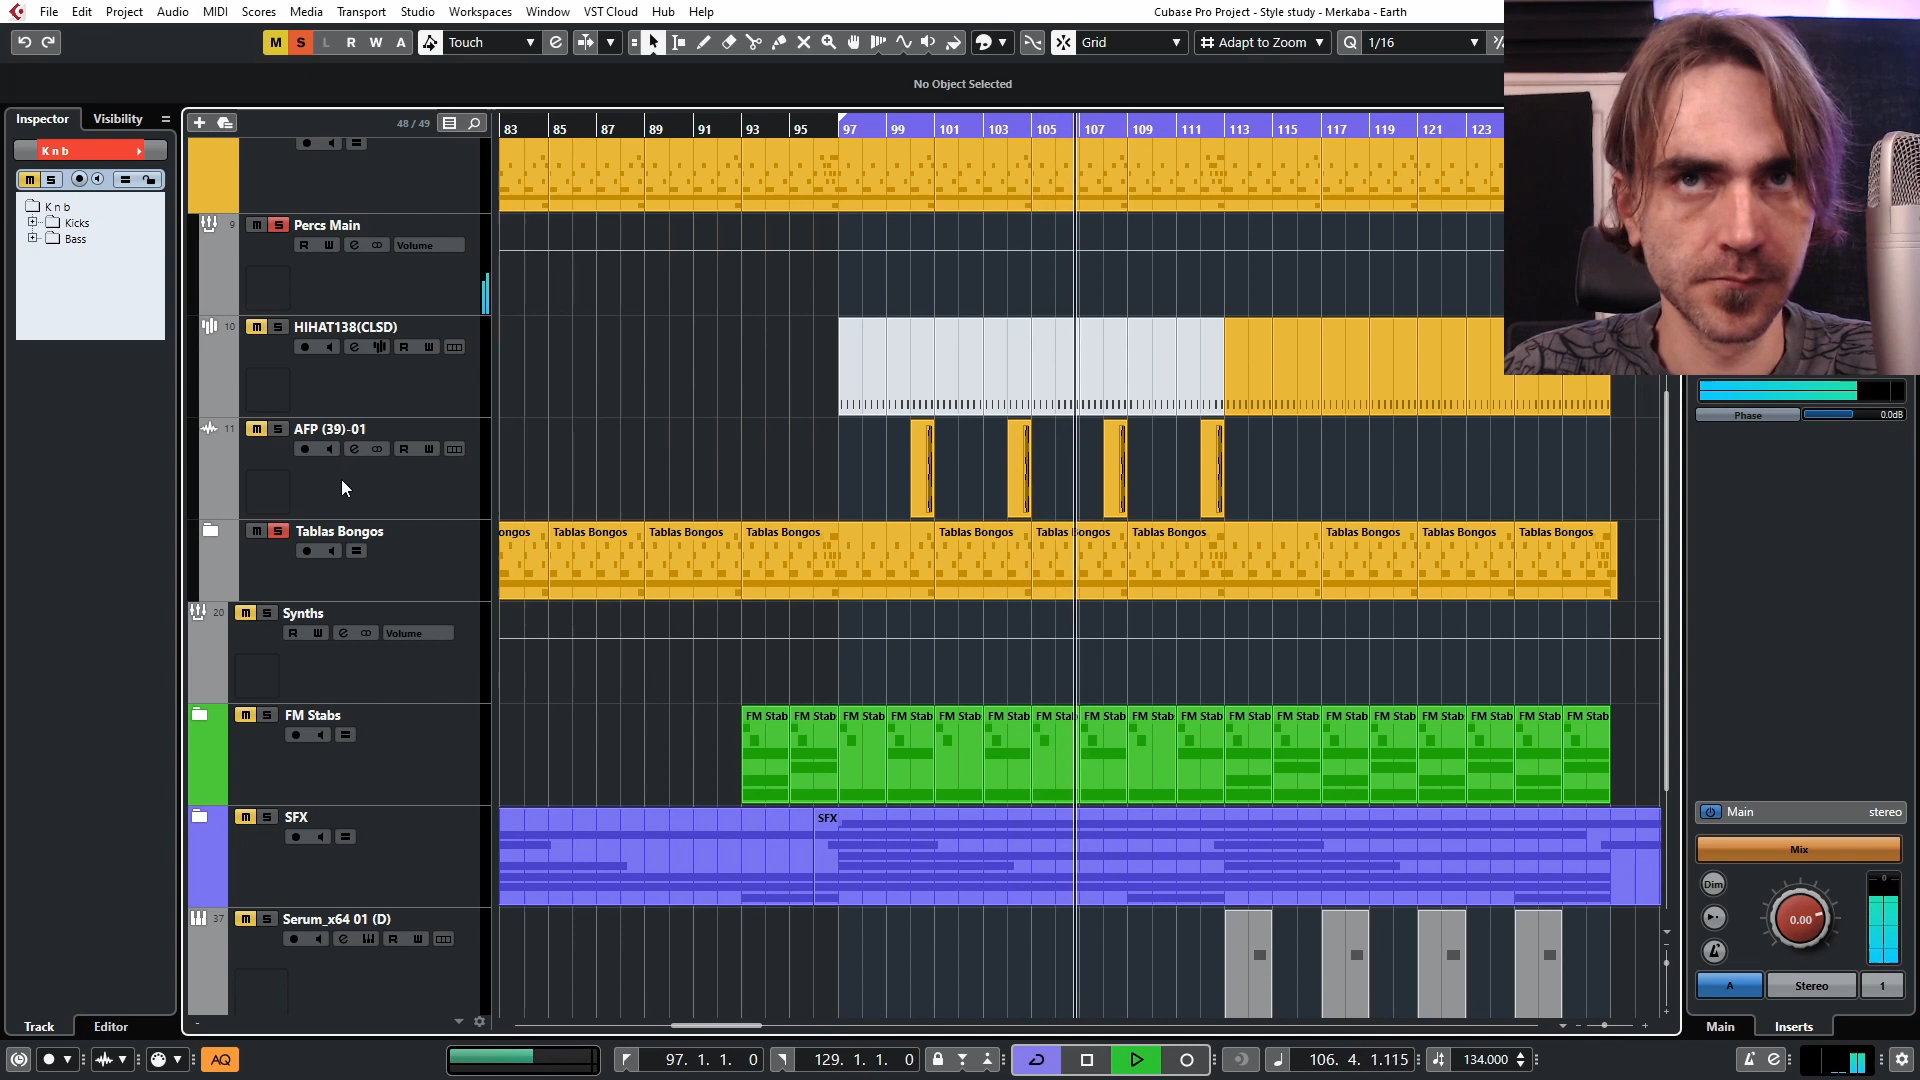 File Edit Project Audio MIDI Scores Media Transport Studio Workspaces Window VST Cloud Hub Help
Cubase Pro Project - Style study - Merkaba - Earth
M S L R W A Touch Grid Adapt to Zoom Q 1/16
No Object Selected
Inspector Visibility
48 / 49
83 85 87 89 91 93 95 97 99 101 103 105 107 109 111 113 115 117 119 121 123
K n b
m S
K n b
Kicks
Bass
9 m S Percs Main
R W e Volume
10 m S HIHAT138(CLSD)
e R W
11 m S AFP (39)-01
e R W
m S Tablas Bongos
ongos Tablas Bongos Tablas Bongos Tablas Bongos Tablas Bongos Tablas Bongos Tablas Bongos Tablas Bongos Tablas Bongos
20 m S Synths
R W e Volume
m S FM Stabs
FM Stab FM Stab FM Stab FM Stab FM Stab FM Stab FM Stab FM Stab FM Stab FM Stab FM Stab FM Stab FM Stab FM Stab FM Stab FM Stab FM Stab FM Stab
m S SFX
SFX
37 m S Serum_x64 01 (D)
e R W
Phase 0.0dB
Main stereo
Mix
Dim
0.00
0
A Stereo 1
Main Inserts
Track Editor
AQ
97. 1. 1. 0 129. 1. 1. 0 106. 4. 1.115 134.000